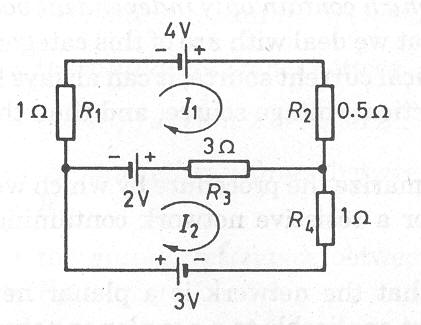 4V
- +
1Ω R₁ I₁ R₂ 0.5Ω
3Ω
- +
2V R₃
I₂ R₄ 1Ω
+ -
3V